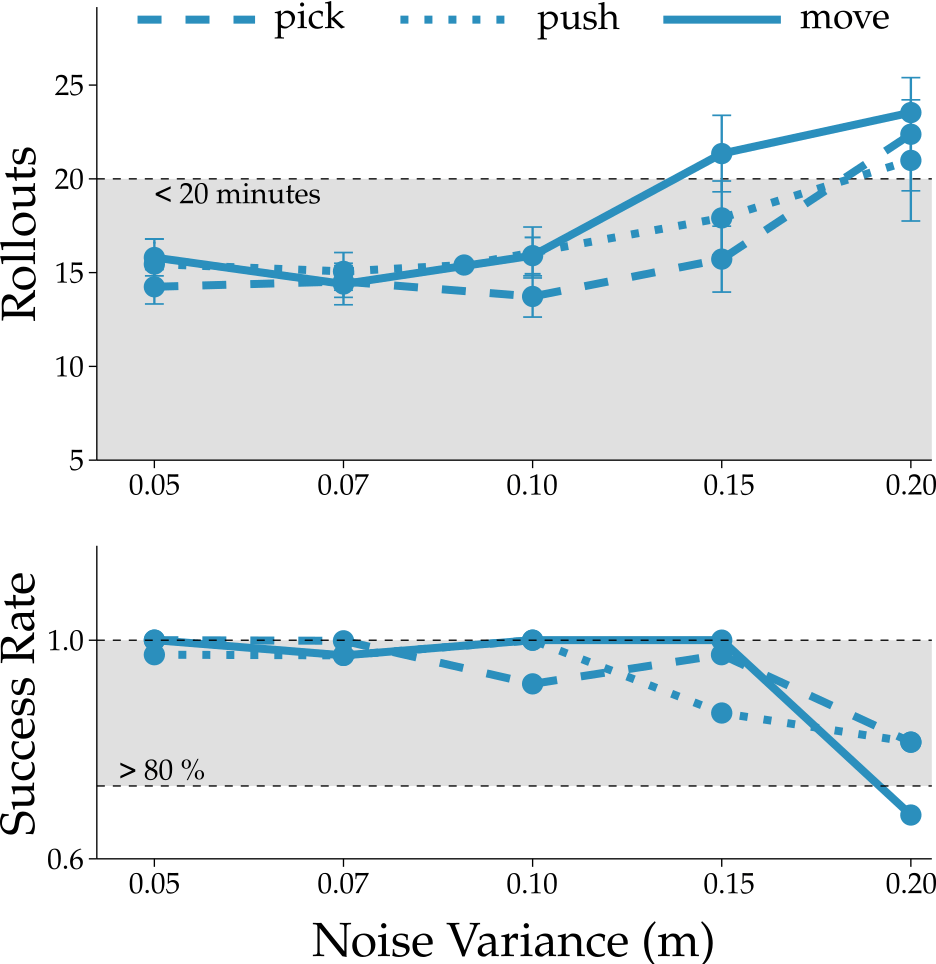 pick push move
Rollouts
25
20
< 20 minutes
15
10
5
0.05 0.07 0.10 0.15 0.20
Success Rate
1.0
> 80 %
0.6
0.05 0.07 0.10 0.15 0.20
Noise Variance (m)